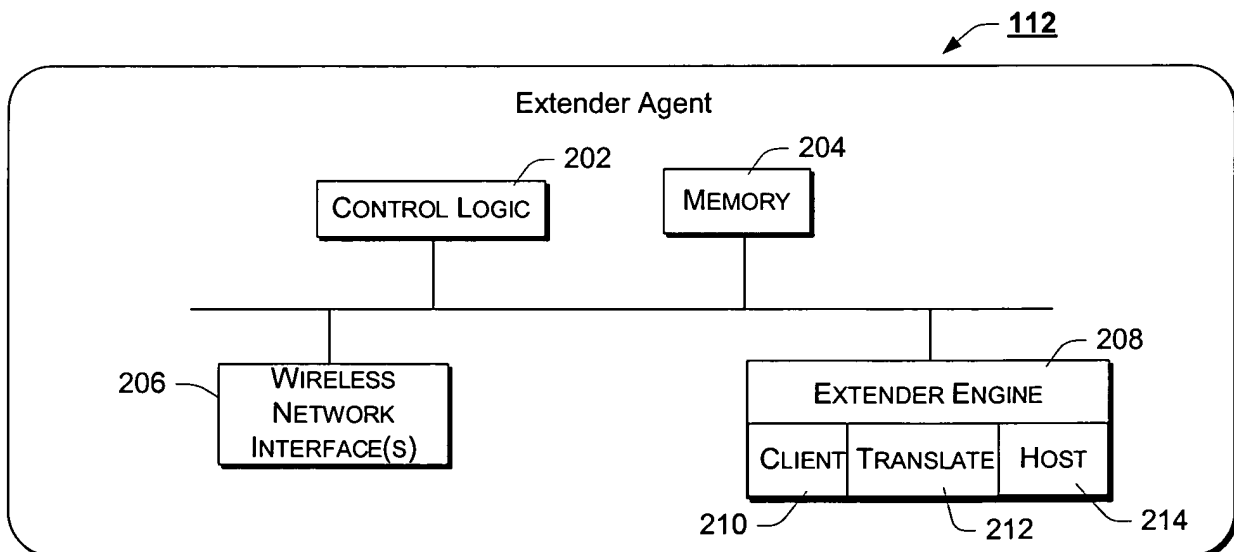 112
Extender Agent
202
204
CONTROL LOGIC
MEMORY
206
WIRELESS
NETWORK
INTERFACE(S)
208
EXTENDER ENGINE
CLIENT TRANSLATE HOST
210 212 214